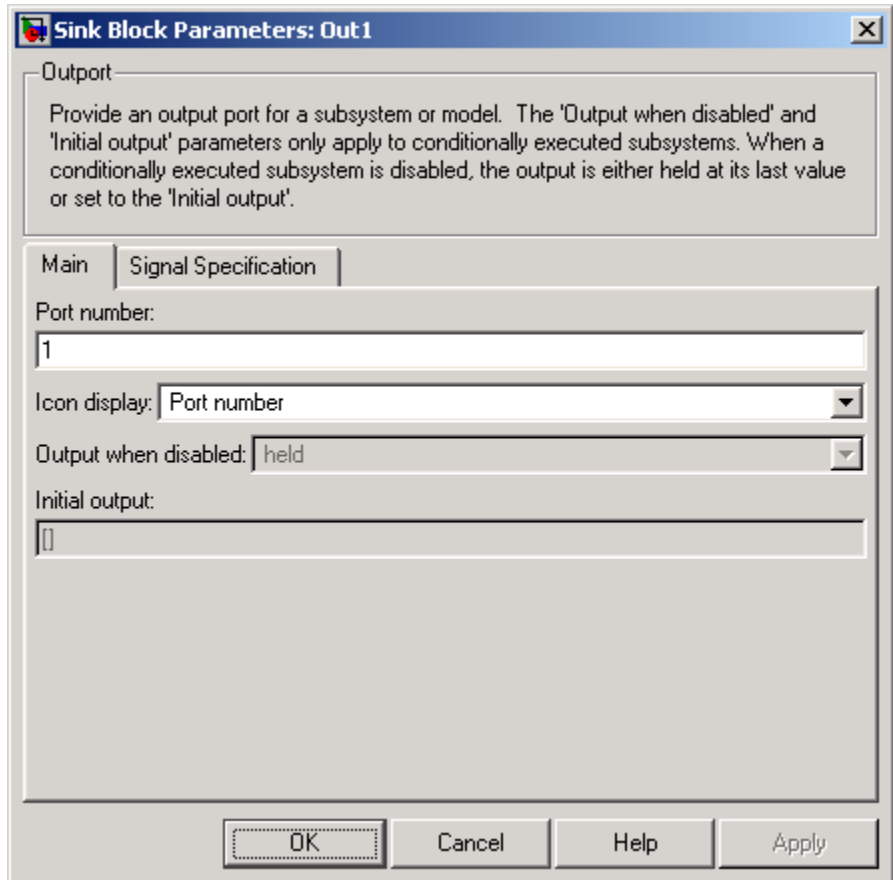 Sink Block Parameters: Out1
Outport
Provide an output port for a subsystem or model.  The 'Output when disabled' and
'Initial output' parameters only apply to conditionally executed subsystems. When a
conditionally executed subsystem is disabled, the output is either held at its last value
or set to the 'Initial output'.
Main
Signal Specification
Port number:
1
Icon display: Port number
Output when disabled: held
Initial output:
[]
OK
Cancel
Help
Apply